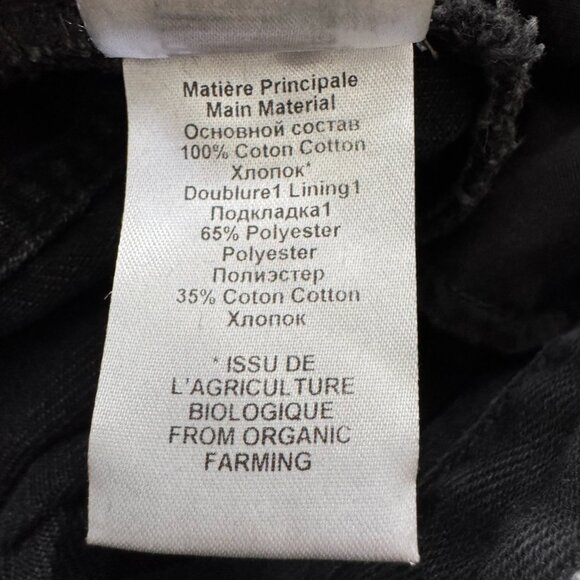 Matière Principale
Main Material
Основной состав
100% Coton Cotton
Хлопок*
Doublure1 Lining1
Подкладка1
65% Polyester
Polyester
Полиэстер
35% Coton Cotton
Хлопок
* ISSU DE
L'AGRICULTURE
BIOLOGIQUE
FROM ORGANIC
FARMING